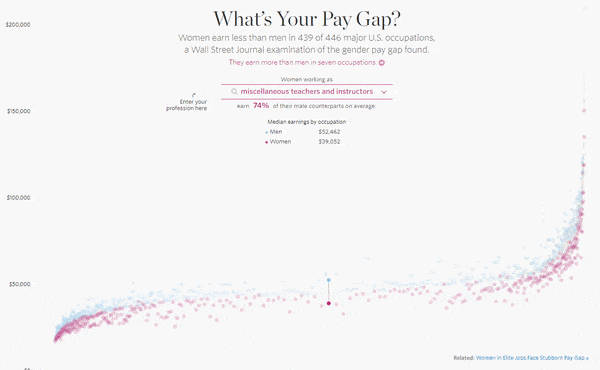 What's Your Pay Gap?
Women earn less than men in 439 of 446 major U.S. occupations,
a Wall Street Journal examination of the gender pay gap found.
They earn more than men in seven occupations.
Women working as
miscellaneous teachers and instructors
earn 74% of their male counterparts on average.
Enter your
profession here
Median earnings by occupation
Men $52,462
Women $39,052
$200,000
$150,000
$100,000
$50,000
$0
Related: Women in Elite Jobs Face Stubborn Pay Gap »